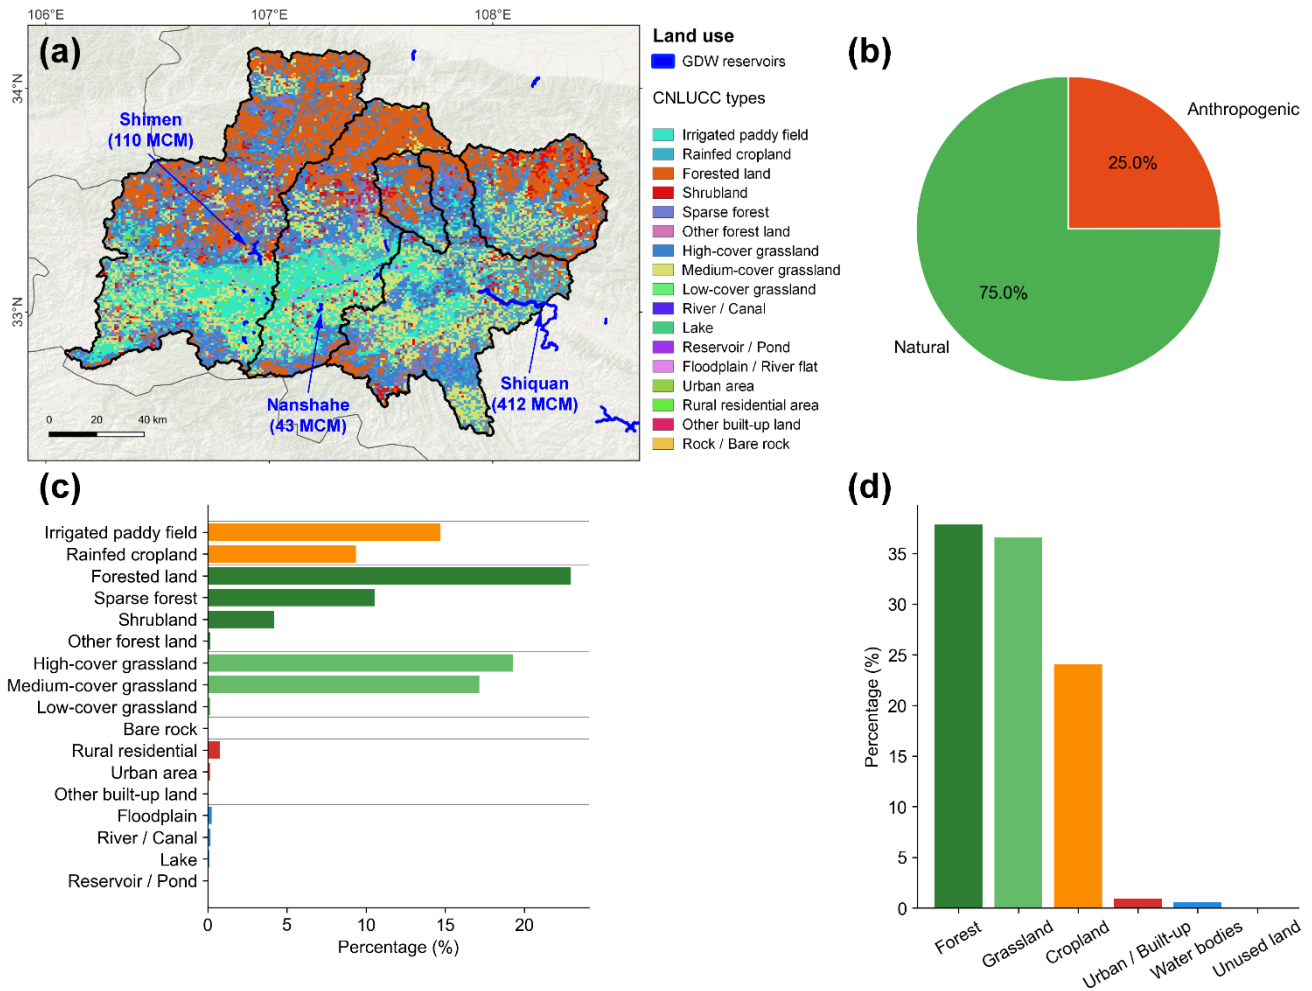 106°E
107°E
108°E
(a)
34°N
33°N
Shimen
(110 MCM)
Nanshahe
(43 MCM)
Shiquan
(412 MCM)
0
20
40 km
Land use
GDW reservoirs
CNLUCC types
Irrigated paddy field
Rainfed cropland
Forested land
Shrubland
Sparse forest
Other forest land
High-cover grassland
Medium-cover grassland
Low-cover grassland
River / Canal
Lake
Reservoir / Pond
Floodplain / River flat
Urban area
Rural residential area
Other built-up land
Rock / Bare rock
(b)
Anthropogenic
25.0%
75.0%
Natural
(c)
Irrigated paddy field
Rainfed cropland
Forested land
Sparse forest
Shrubland
Other forest land
High-cover grassland
Medium-cover grassland
Low-cover grassland
Bare rock
Rural residential
Urban area
Other built-up land
Floodplain
River / Canal
Lake
Reservoir / Pond
0
5
10
15
20
Percentage (%)
(d)
Percentage (%)
35
30
25
20
15
10
5
0
Forest
Grassland
Cropland
Urban / Built-up
Water bodies
Unused land